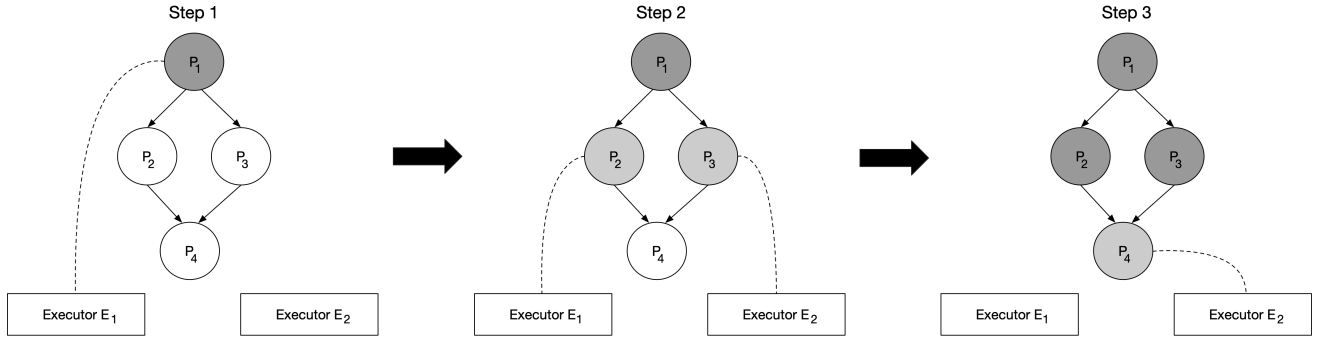 Step 1
Step 2
Step 3
P1
P1
P1
P2
P3
P2
P3
P2
P3
P4
P4
P4
Executor E1
Executor E2
Executor E1
Executor E2
Executor E1
Executor E2